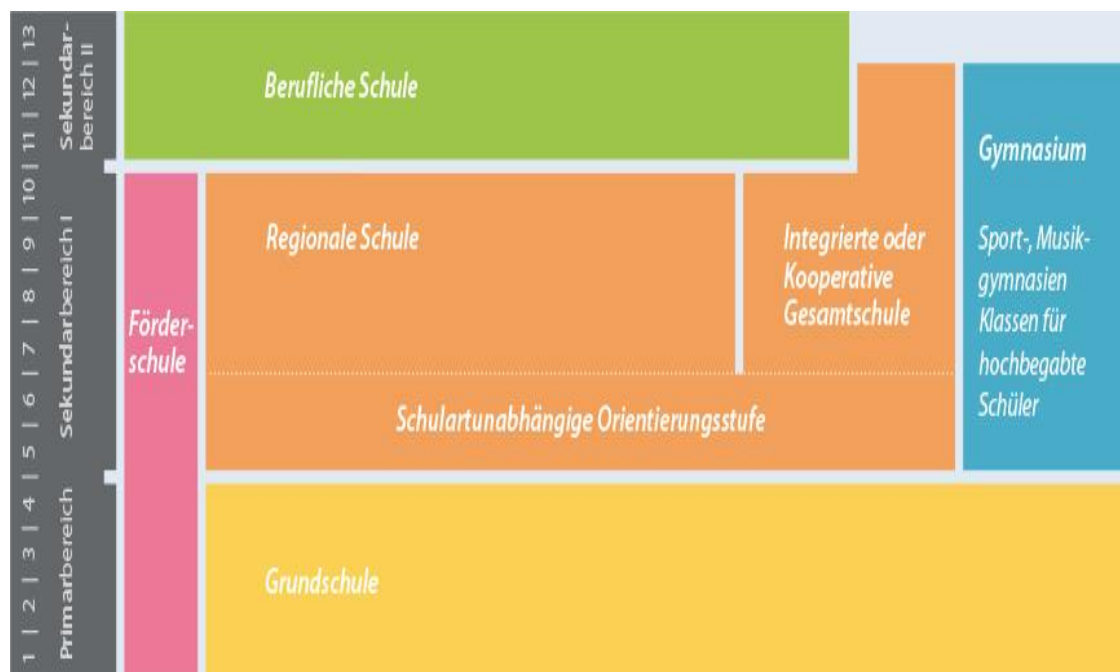 1 | 2 | 3 | 4 | 5 | 6 | 7 | 8 | 9 | 10 | 11 | 12 | 13
Primarbereich
Sekundarbereich I
Sekundar-
bereich II
Berufliche Schule
Förder-
schule
Regionale Schule
Integrierte oder
Kooperative
Gesamtschule
Schulartunabhängige Orientierungsstufe
Gymnasium
Sport-, Musik-
gymnasien
Klassen für
hochbegabte
Schüler
Grundschule